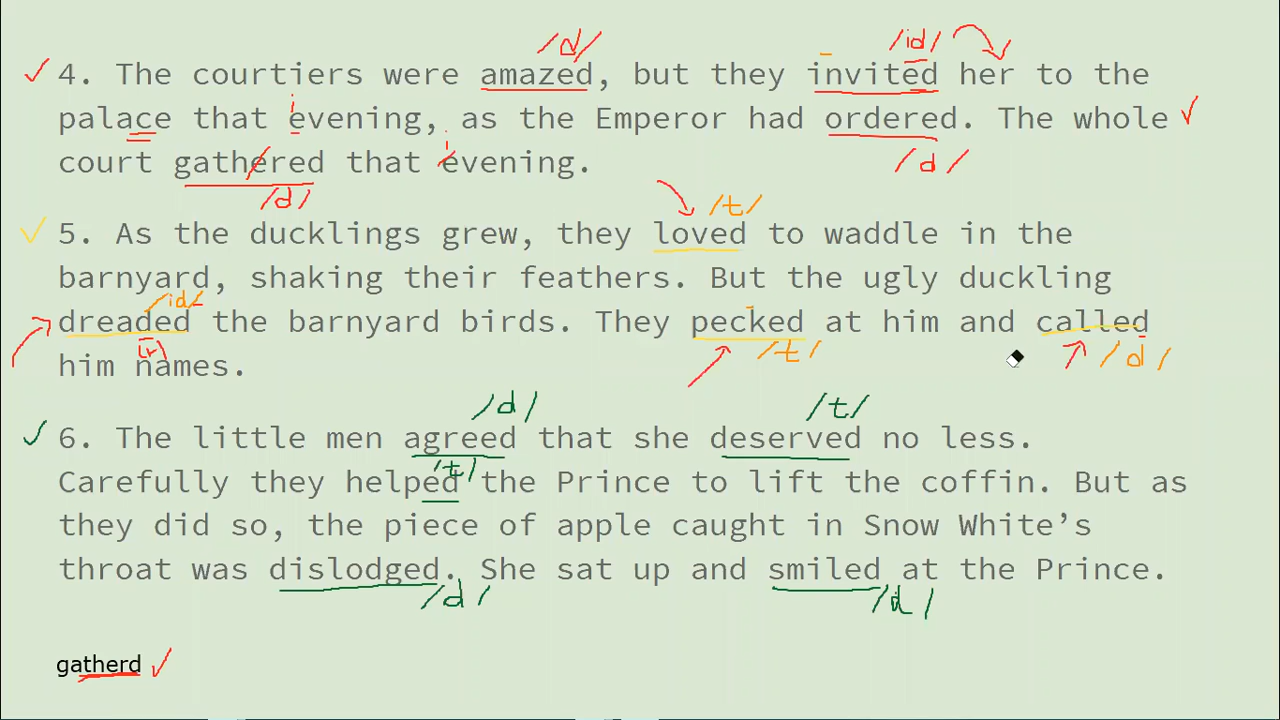 /d/ /id/
4. The courtiers were amazed, but they invited her to the
palace that evening, as the Emperor had ordered. The whole
i i /d/
court gathered that evening.
/d/ /t/
5. As the ducklings grew, they loved to waddle in the
barnyard, shaking their feathers. But the ugly duckling
/id/
dreaded the barnyard birds. They pecked at him and called
/t/ /d/
him names.
/d/ /t/
6. The little men agreed that she deserved no less.
/t/
Carefully they helped the Prince to lift the coffin. But as
they did so, the piece of apple caught in Snow White's
throat was dislodged. She sat up and smiled at the Prince.
/d/ /d/
gatherd